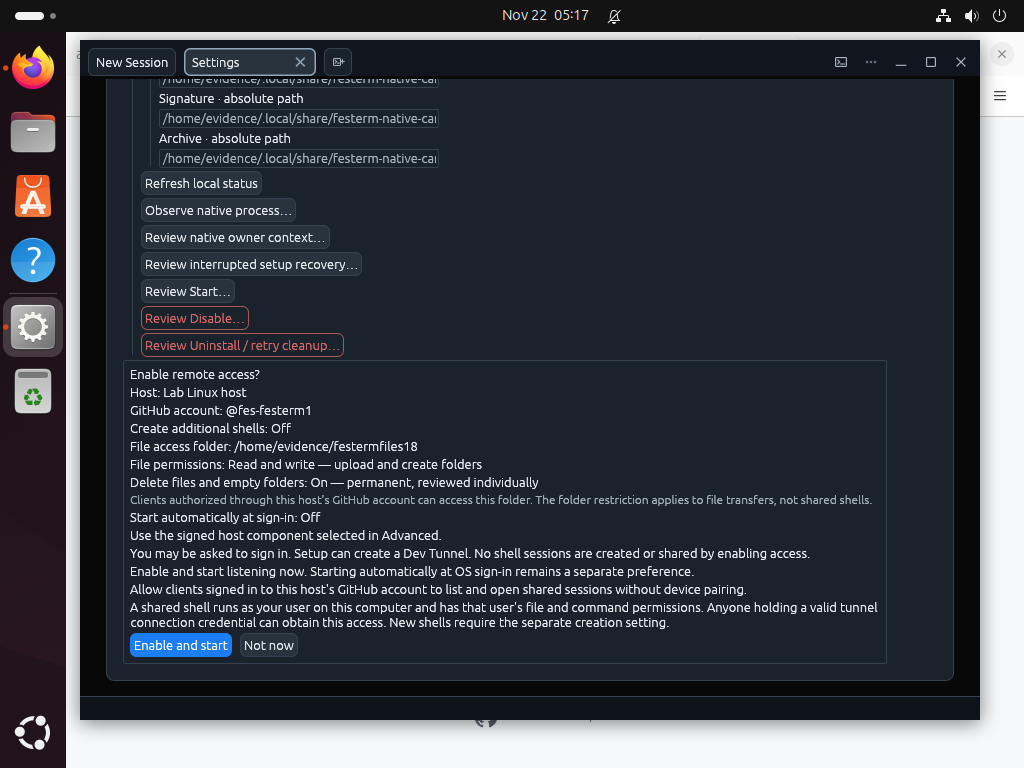 Nov 22 05:17
New Session
Settings
/home/evidence/.local/share/festerm-native-car
Signature · absolute path
/home/evidence/.local/share/festerm-native-car
Archive · absolute path
/home/evidence/.local/share/festerm-native-car
Refresh local status
Observe native process...
Review native owner context...
Review interrupted setup recovery...
Review Start...
Review Disable...
Review Uninstall / retry cleanup...
Enable remote access?
Host: Lab Linux host
GitHub account: @fes-festerm1
Create additional shells: Off
File access folder: /home/evidence/festermfiles18
File permissions: Read and write — upload and create folders
Delete files and empty folders: On — permanent, reviewed individually
Clients authorized through this host's GitHub account can access this folder. The folder restriction applies to file transfers, not shared shells.
Start automatically at sign-in: Off
Use the signed host component selected in Advanced.
You may be asked to sign in. Setup can create a Dev Tunnel. No shell sessions are created or shared by enabling access.
Enable and start listening now. Starting automatically at OS sign-in remains a separate preference.
Allow clients signed in to this host's GitHub account to list and open shared sessions without device pairing.
A shared shell runs as your user on this computer and has that user's file and command permissions. Anyone holding a valid tunnel
connection credential can obtain this access. New shells require the separate creation setting.
Enable and start
Not now